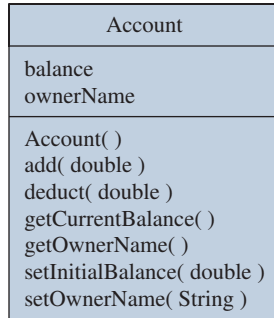 Account
balance
ownerName
Account( )
add( double )
deduct( double )
getCurrentBalance( )
getOwnerName( )
setInitialBalance( double )
setOwnerName( String )